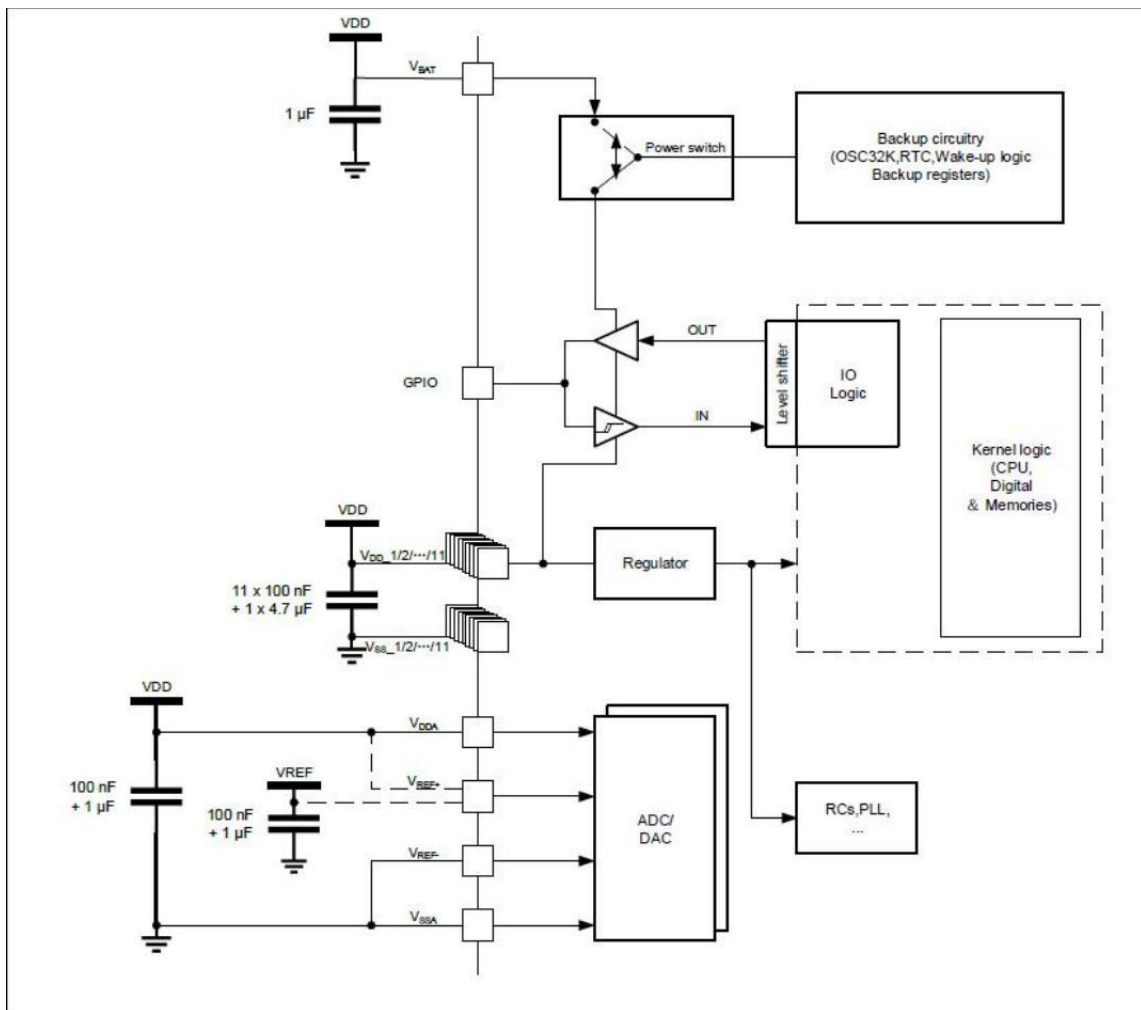 VDD
VBAT
1 µF
Power switch
Backup circuitry
(OSC32K,RTC,Wake-up logic
Backup registers)
OUT
GPIO
IN
Level shifter
IO
Logic
Kernel logic
(CPU,
Digital
& Memories)
VDD
VDD_1/2/···/11
11 x 100 nF
+ 1 x 4.7 µF
VSS_1/2/···/11
Regulator
VDD
VDDA
100 nF
+ 1 µF
VREF
100 nF
+ 1 µF
VREF+
VREF-
VSSA
ADC/
DAC
RCs,PLL,
...